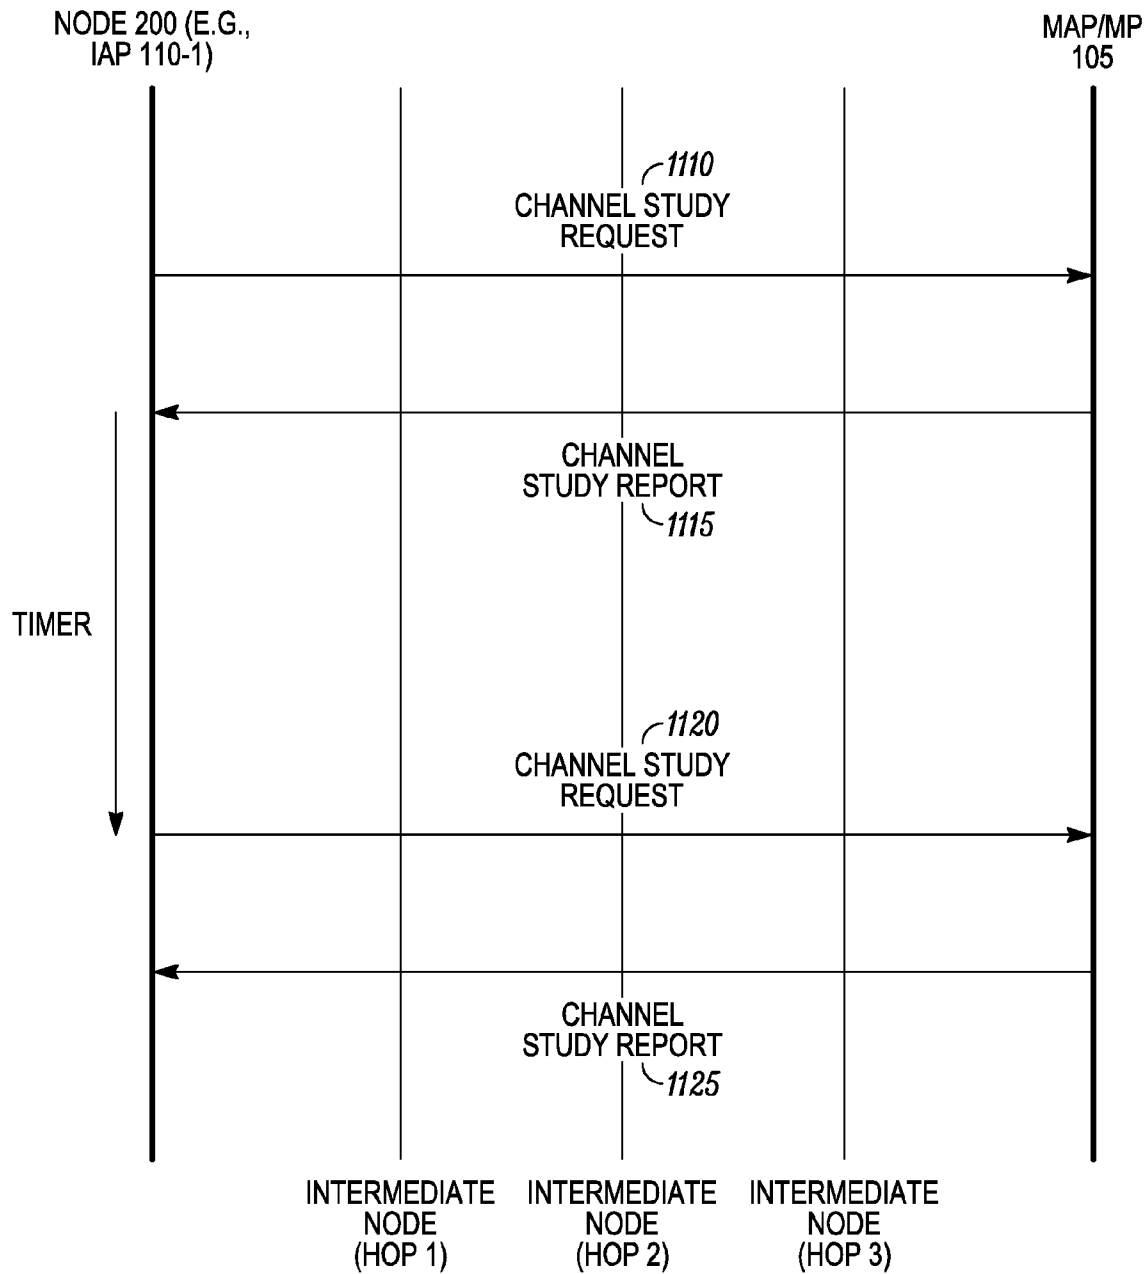 NODE 200 (E.G.,
IAP 110-1)
MAP/MP
105
1110
CHANNEL STUDY
REQUEST
CHANNEL
STUDY REPORT
1115
TIMER
1120
CHANNEL STUDY
REQUEST
CHANNEL
STUDY REPORT
1125
INTERMEDIATE
NODE
(HOP 1)
INTERMEDIATE
NODE
(HOP 2)
INTERMEDIATE
NODE
(HOP 3)